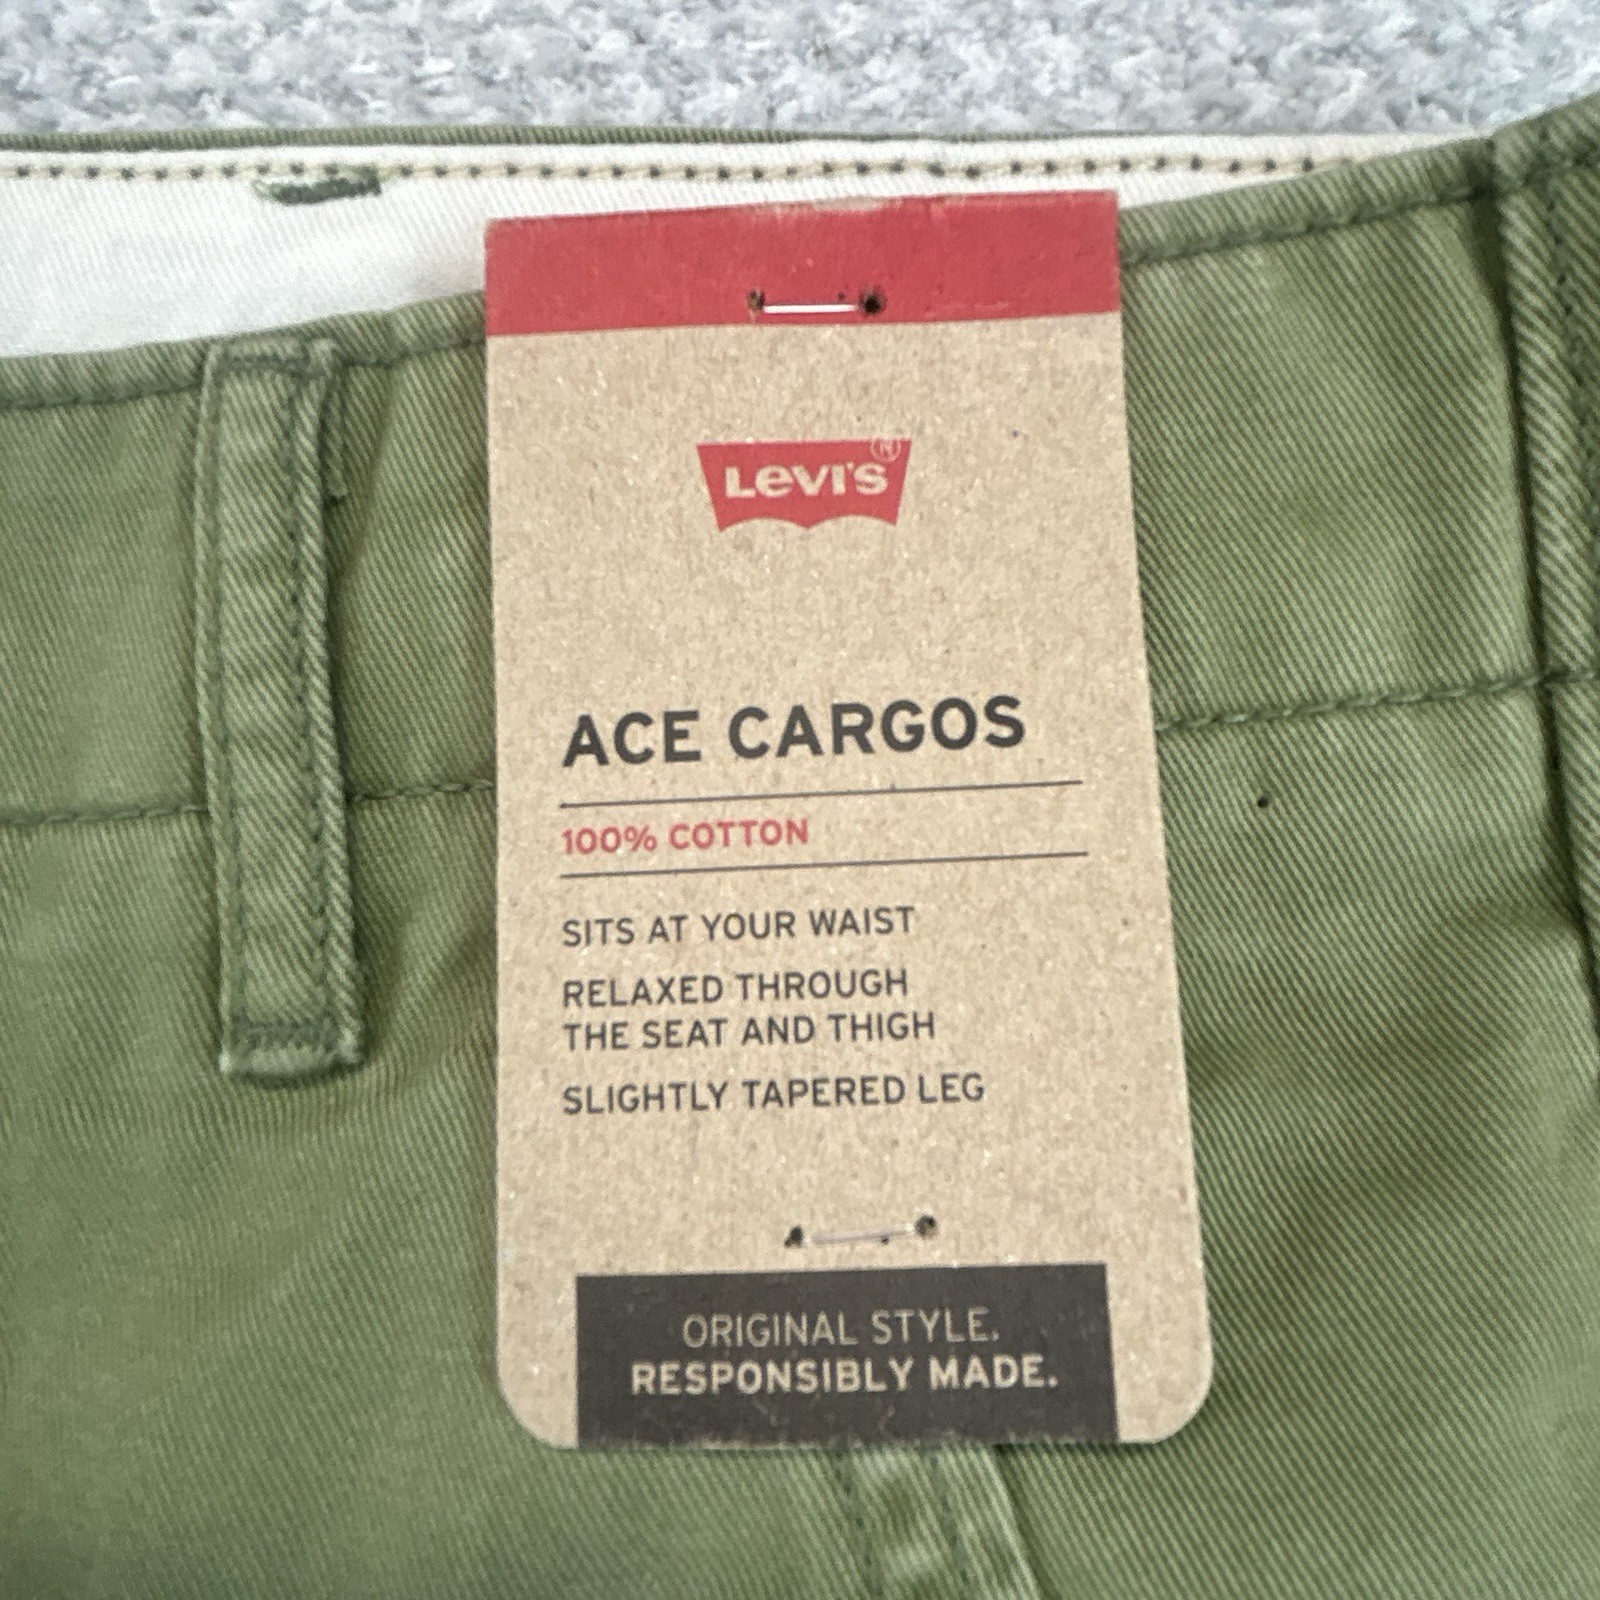 Levi's®
ACE CARGOS
100% COTTON
SITS AT YOUR WAIST
RELAXED THROUGH
THE SEAT AND THIGH
SLIGHTLY TAPERED LEG
ORIGINAL STYLE.
RESPONSIBLY MADE.